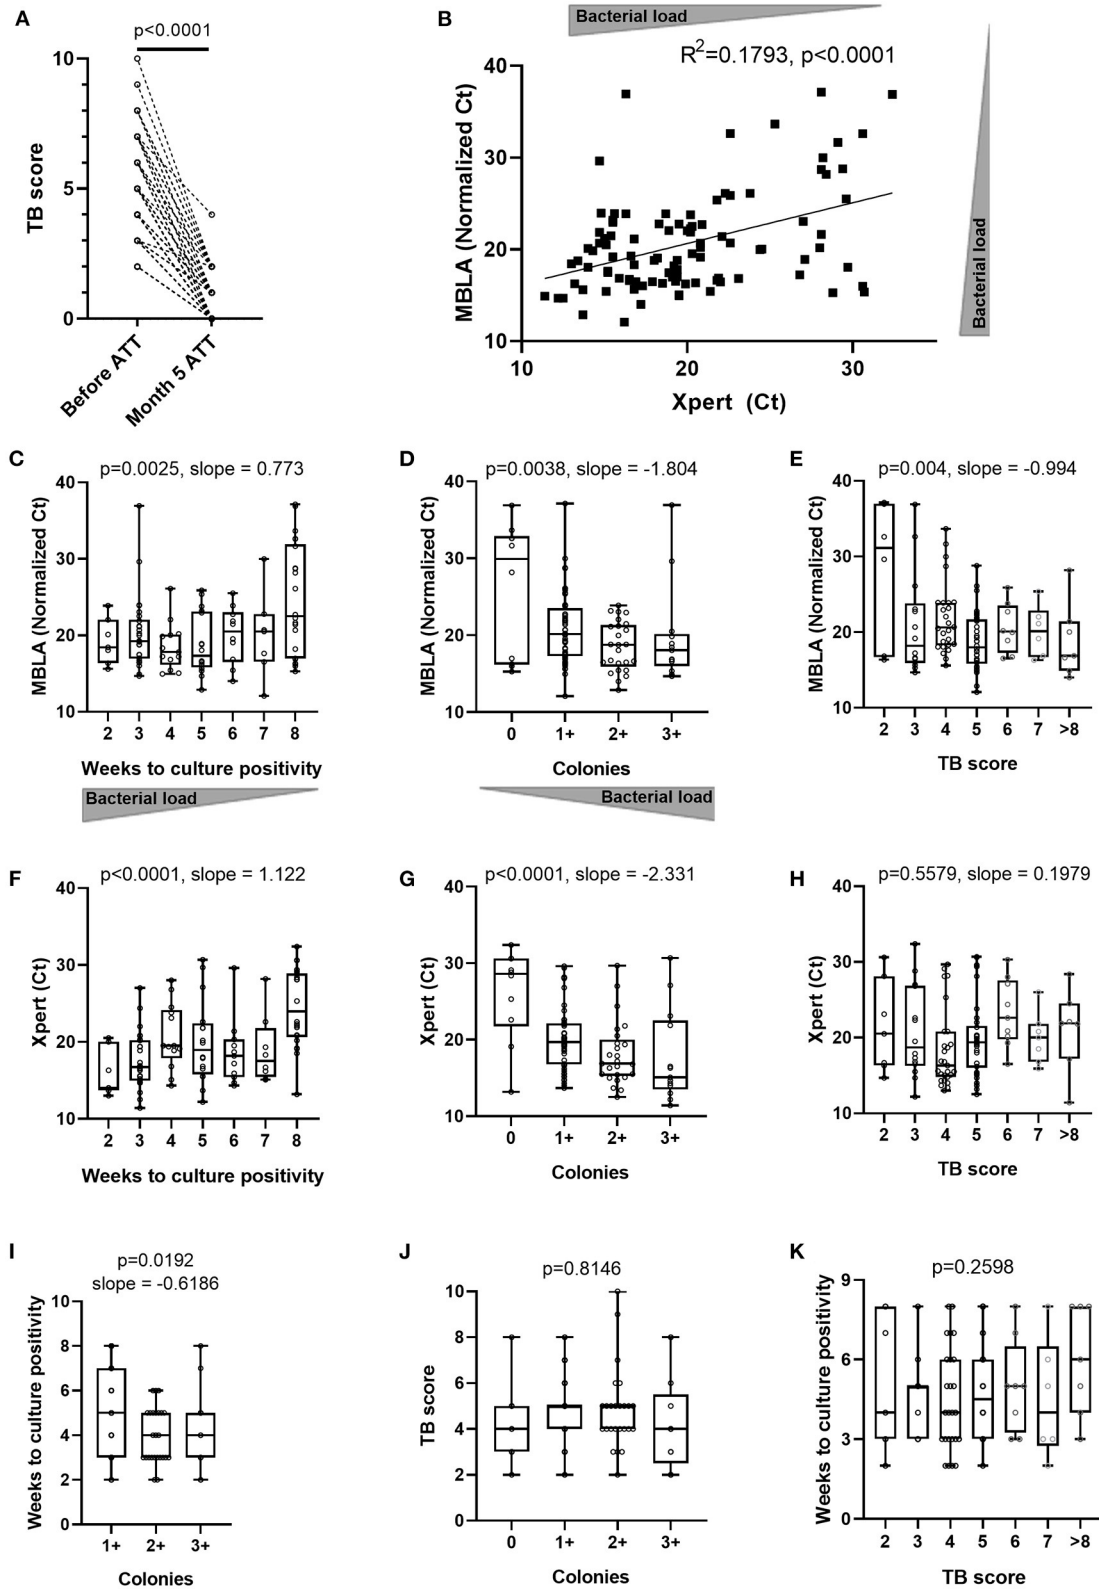 A
p<0.0001
10
5
0
TB score
Before ATT
Month 5 ATT
B
Bacterial load
R²=0.1793, p<0.0001
40
30
20
10
MBLA (Normalized Ct)
10 20 30
Xpert (Ct)
Bacterial load
C
p=0.0025, slope = 0.773
40
30
20
10
MBLA (Normalized Ct)
2 3 4 5 6 7 8
Weeks to culture positivity
Bacterial load
D
p=0.0038, slope = -1.804
40
30
20
10
MBLA (Normalized Ct)
0 1+ 2+ 3+
Colonies
Bacterial load
E
p=0.004, slope = -0.994
40
30
20
10
MBLA (Normalized Ct)
2 3 4 5 6 7 >8
TB score
F
p<0.0001, slope = 1.122
40
30
20
10
Xpert (Ct)
2 3 4 5 6 7 8
Weeks to culture positivity
G
p<0.0001, slope = -2.331
40
30
20
10
Xpert (Ct)
0 1+ 2+ 3+
Colonies
H
p=0.5579, slope = 0.1979
40
30
20
10
Xpert (Ct)
2 3 4 5 6 7 >8
TB score
I
p=0.0192
slope = -0.6186
10
8
6
4
2
0
Weeks to culture positivity
1+ 2+ 3+
Colonies
J
p=0.8146
10
8
6
4
2
0
TB score
0 1+ 2+ 3+
Colonies
K
p=0.2598
9
6
3
0
Weeks to culture positivity
2 3 4 5 6 7 >8
TB score